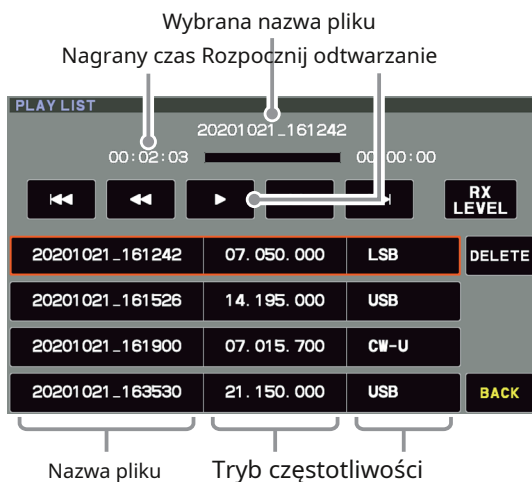 Wybrana nazwa pliku
Nagrany czas Rozpocznij odtwarzanie
PLAY LIST
20201021_161242
00:02:03 00:00:00
RX LEVEL
20201021_161242 07.050.000 LSB DELETE
20201021_161526 14.195.000 USB
20201021_161900 07.015.700 CW-U
20201021_163530 21.150.000 USB BACK
Nazwa pliku Tryb częstotliwości